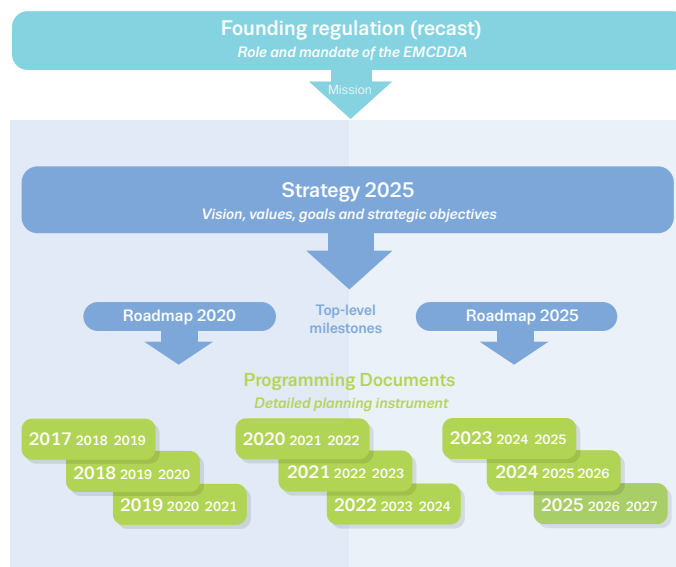 Founding regulation (recast)
Role and mandate of the EMCDDA
Mission
Strategy 2025
Vision, values, goals and strategic objectives
Roadmap 2020
Top-level
milestones
Roadmap 2025
Programming Documents
Detailed planning instrument
2017 2018 2019
2018 2019 2020
2019 2020 2021
2020 2021 2022
2021 2022 2023
2022 2023 2024
2023 2024 2025
2024 2025 2026
2025 2026 2027